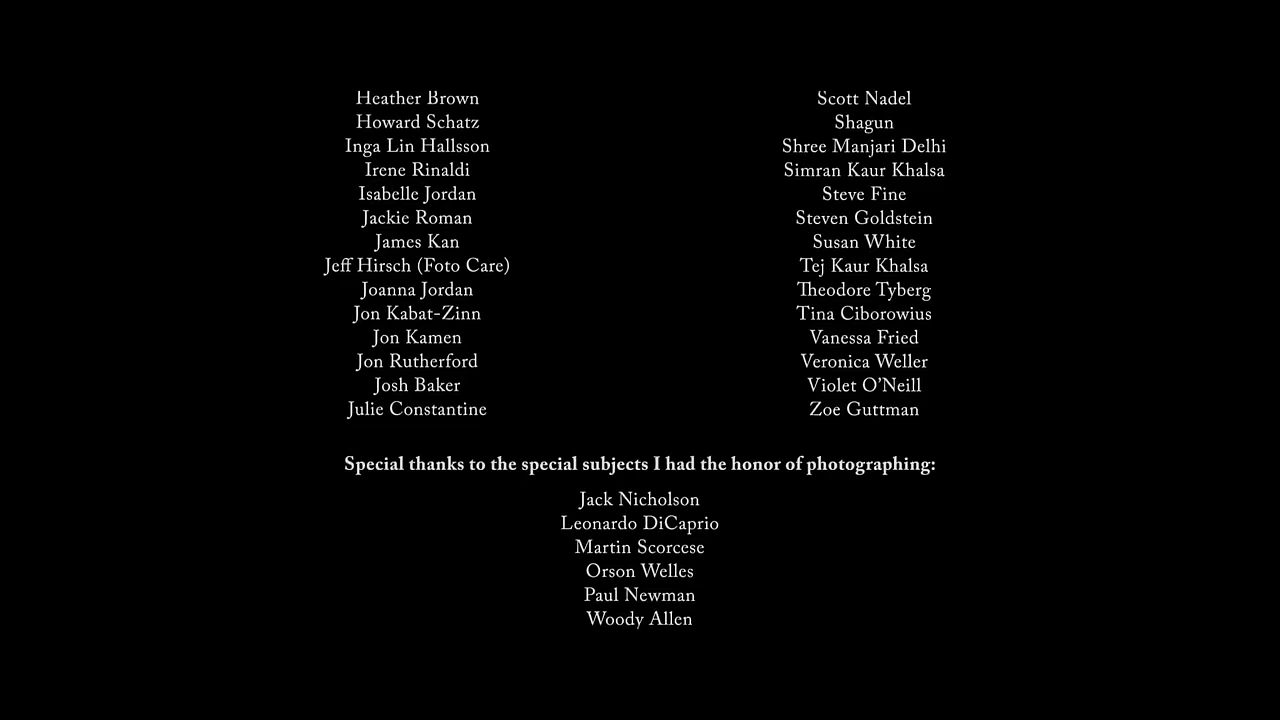 Heather Brown
Howard Schatz
Inga Lin Hallsson
Irene Rinaldi
Isabelle Jordan
Jackie Roman
James Kan
Jeff Hirsch (Foto Care)
Joanna Jordan
Jon Kabat-Zinn
Jon Kamen
Jon Rutherford
Josh Baker
Julie Constantine
Scott Nadel
Shagun
Shree Manjari Delhi
Simran Kaur Khalsa
Steve Fine
Steven Goldstein
Susan White
Tej Kaur Khalsa
Theodore Tyberg
Tina Ciborowius
Vanessa Fried
Veronica Weller
Violet O’Neill
Zoe Guttman
Special thanks to the special subjects I had the honor of photographing:
Jack Nicholson
Leonardo DiCaprio
Martin Scorcese
Orson Welles
Paul Newman
Woody Allen